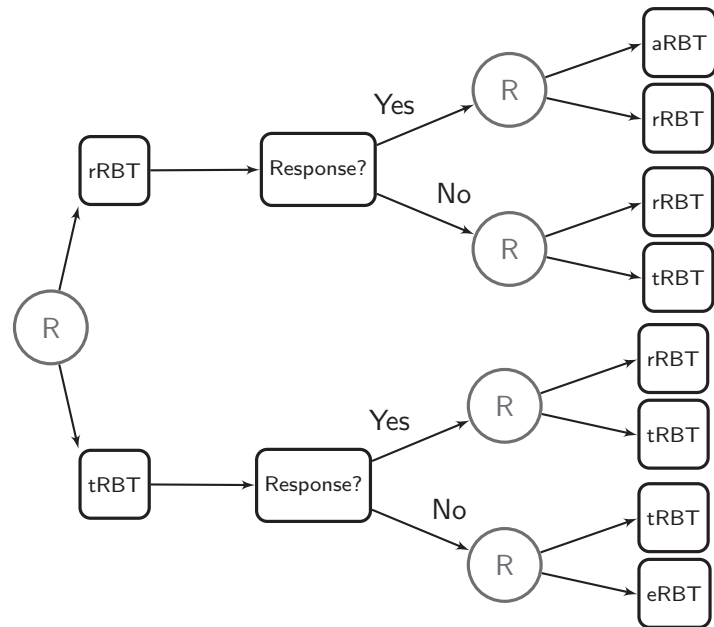 aRBT
R
Yes
rRBT
rRBT
Response?
No
rRBT
R
tRBT
R
rRBT
Yes
R
tRBT
tRBT
Response?
No
tRBT
R
eRBT